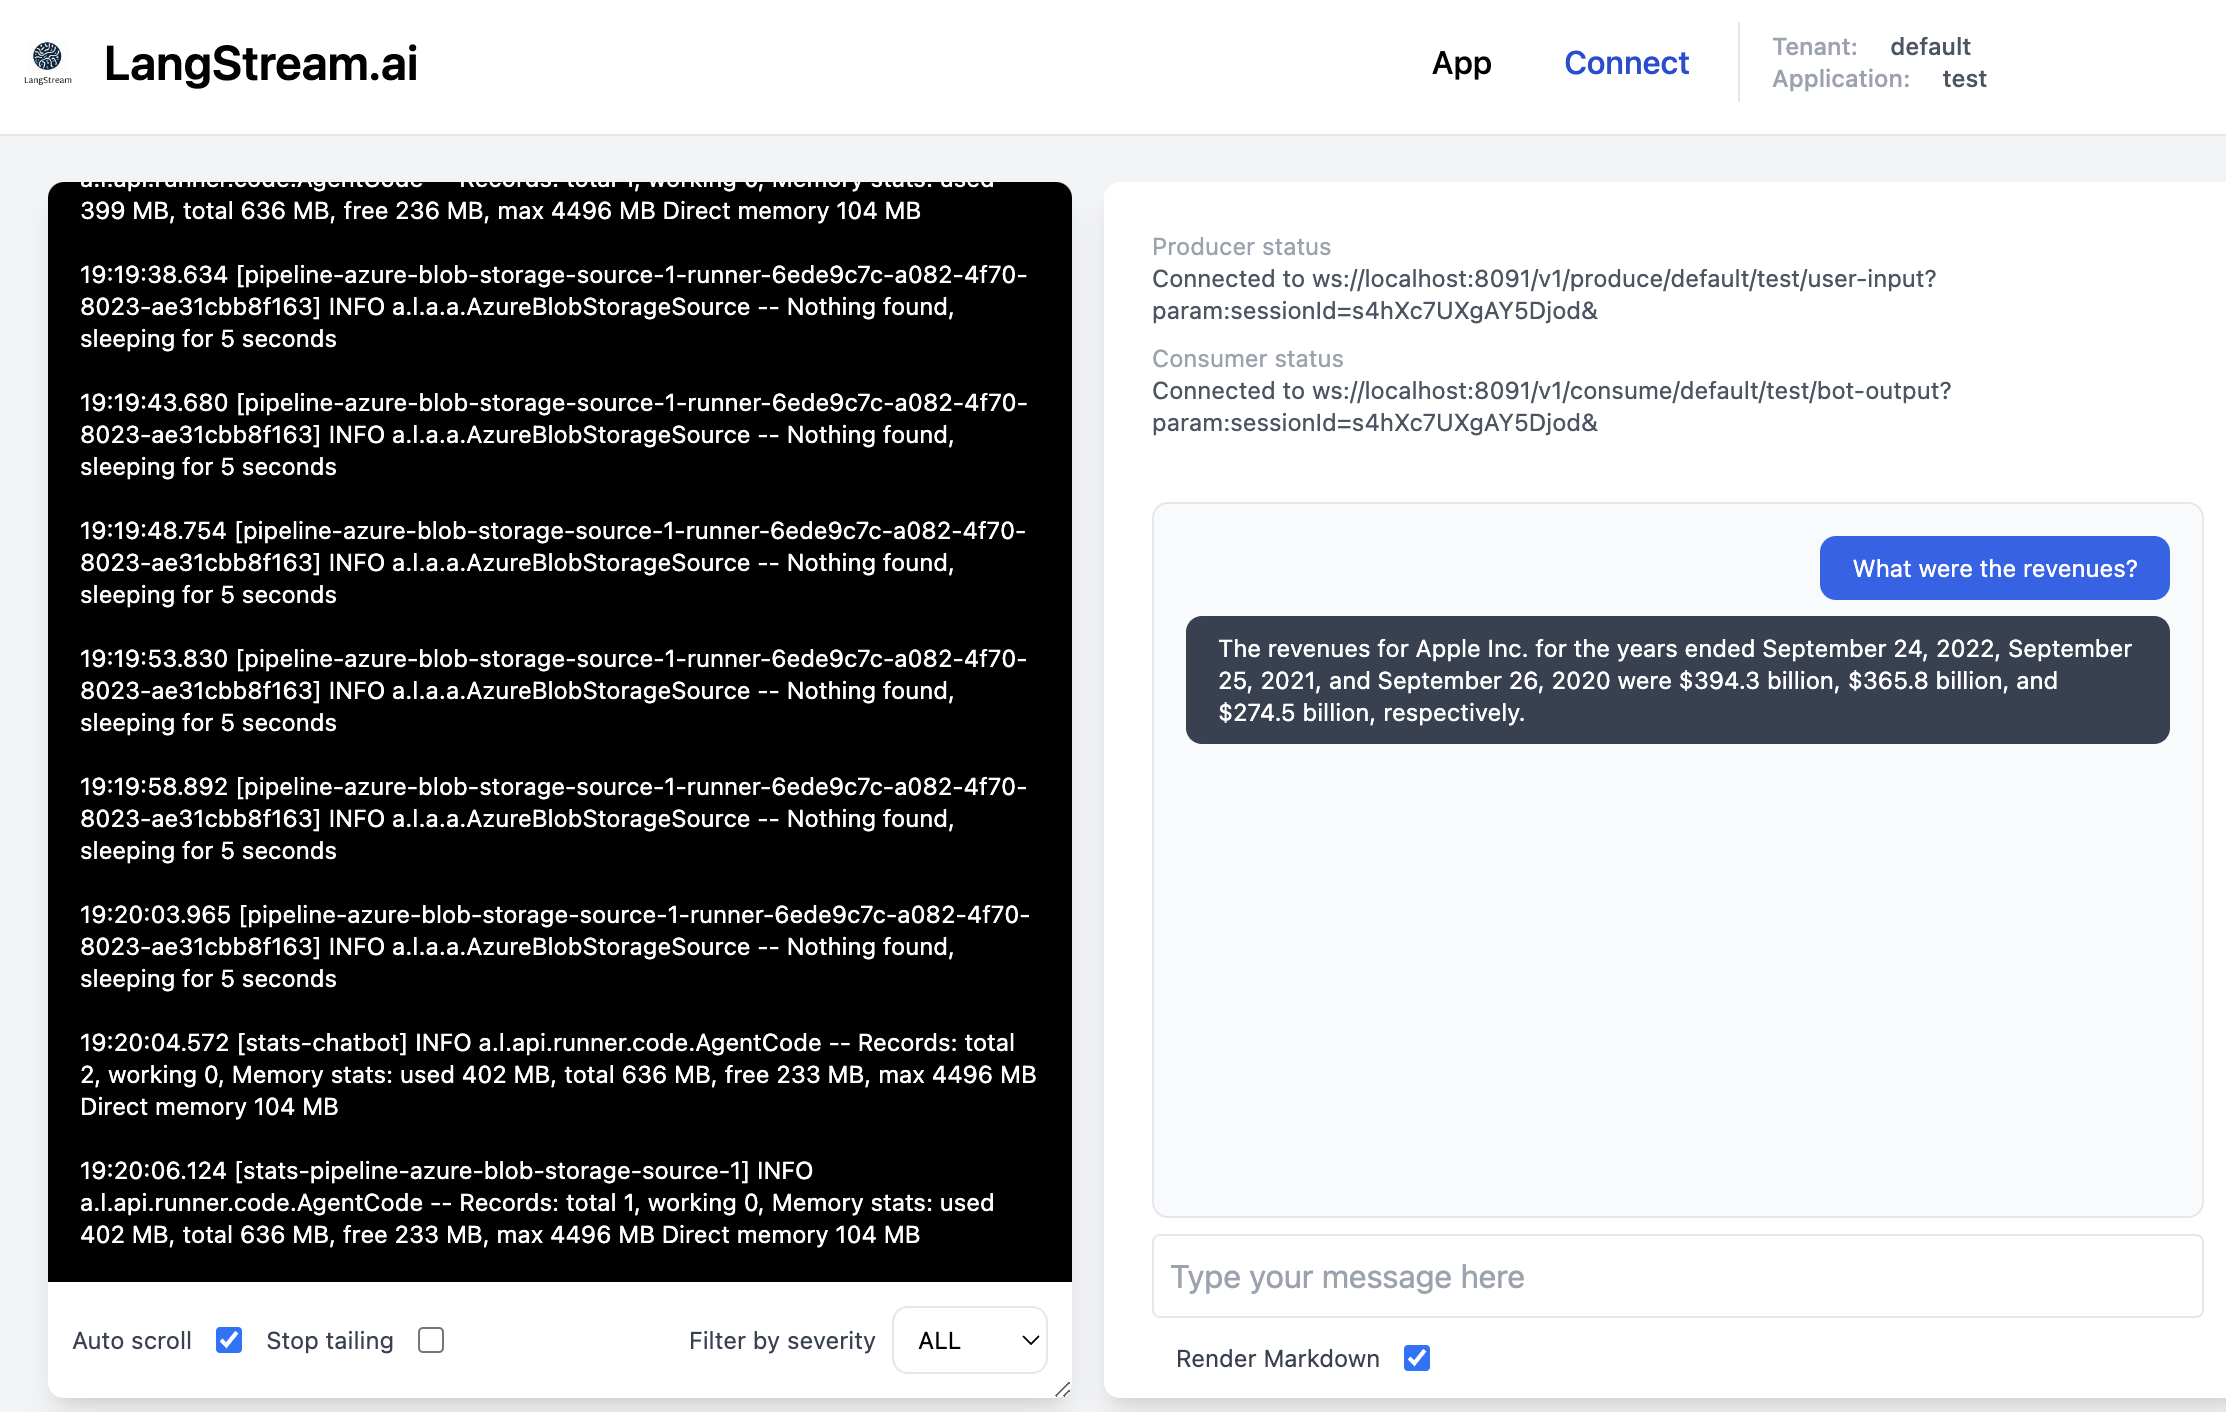 LangStream
LangStream.ai
App
Connect
Tenant: default
Application: test
a.l.api.runner.code.AgentCode -- Records: total 1, working 0, Memory stats: used
399 MB, total 636 MB, free 236 MB, max 4496 MB Direct memory 104 MB
19:19:38.634 [pipeline-azure-blob-storage-source-1-runner-6ede9c7c-a082-4f70-
8023-ae31cbb8f163] INFO a.l.a.a.AzureBlobStorageSource -- Nothing found,
sleeping for 5 seconds
19:19:43.680 [pipeline-azure-blob-storage-source-1-runner-6ede9c7c-a082-4f70-
8023-ae31cbb8f163] INFO a.l.a.a.AzureBlobStorageSource -- Nothing found,
sleeping for 5 seconds
19:19:48.754 [pipeline-azure-blob-storage-source-1-runner-6ede9c7c-a082-4f70-
8023-ae31cbb8f163] INFO a.l.a.a.AzureBlobStorageSource -- Nothing found,
sleeping for 5 seconds
19:19:53.830 [pipeline-azure-blob-storage-source-1-runner-6ede9c7c-a082-4f70-
8023-ae31cbb8f163] INFO a.l.a.a.AzureBlobStorageSource -- Nothing found,
sleeping for 5 seconds
19:19:58.892 [pipeline-azure-blob-storage-source-1-runner-6ede9c7c-a082-4f70-
8023-ae31cbb8f163] INFO a.l.a.a.AzureBlobStorageSource -- Nothing found,
sleeping for 5 seconds
19:20:03.965 [pipeline-azure-blob-storage-source-1-runner-6ede9c7c-a082-4f70-
8023-ae31cbb8f163] INFO a.l.a.a.AzureBlobStorageSource -- Nothing found,
sleeping for 5 seconds
19:20:04.572 [stats-chatbot] INFO a.l.api.runner.code.AgentCode -- Records: total
2, working 0, Memory stats: used 402 MB, total 636 MB, free 233 MB, max 4496 MB
Direct memory 104 MB
19:20:06.124 [stats-pipeline-azure-blob-storage-source-1] INFO
a.l.api.runner.code.AgentCode -- Records: total 1, working 0, Memory stats: used
402 MB, total 636 MB, free 233 MB, max 4496 MB Direct memory 104 MB
Auto scroll
Stop tailing
Filter by severity
ALL
Producer status
Connected to ws://localhost:8091/v1/produce/default/test/user-input?
param:sessionId=s4hXc7UXgAY5Djod&
Consumer status
Connected to ws://localhost:8091/v1/consume/default/test/bot-output?
param:sessionId=s4hXc7UXgAY5Djod&
What were the revenues?
The revenues for Apple Inc. for the years ended September 24, 2022, September
25, 2021, and September 26, 2020 were $394.3 billion, $365.8 billion, and
$274.5 billion, respectively.
Type your message here
Render Markdown